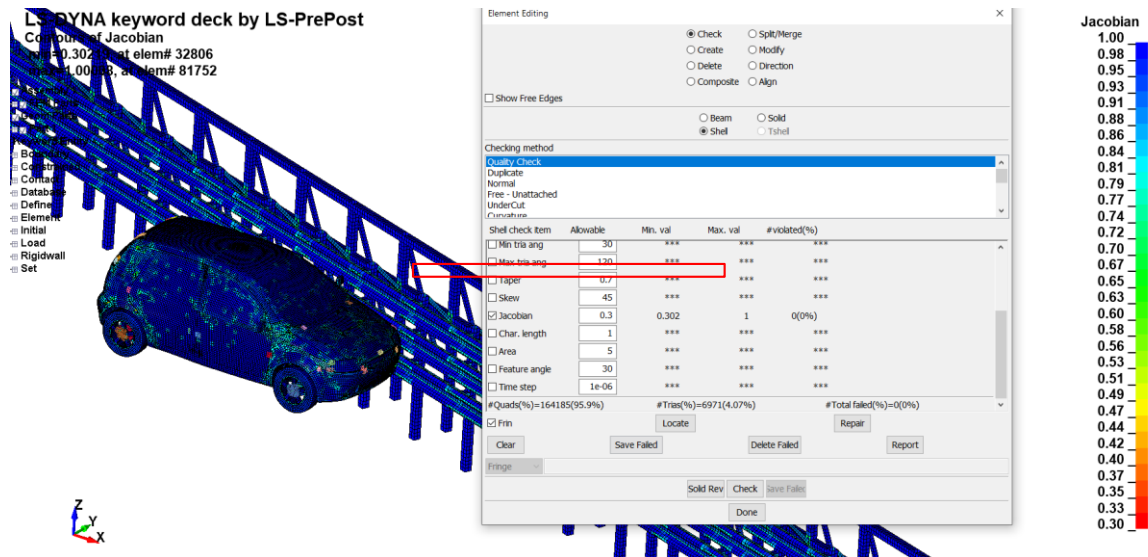 LS-DYNA keyword deck by LS-PrePost
Contours of Jacobian
at elem# 32806
at elem# 81752
Boundary
Contact
Database
Define
Element
Initial
Load
Rigidwall
Set
Z
Y
X
Element Editing
Check Split/Merge
Create Modify
Delete Direction
Composite Align
Show Free Edges
Beam Solid
Shell Tshell
Checking method
Quality Check
Duplicate
Normal
Free - Unattached
UnderCut
Curvature
Shell check item Allowable Min. val Max. val #violated(%)
Min tria ang 30 *** *** ***
Max tria ang 120 *** *** ***
Taper 0.7 *** *** ***
Skew 45 *** *** ***
Jacobian 0.3 0.302 1 0(0%)
Char. length 1 *** *** ***
Area 5 *** *** ***
Feature angle 30 *** *** ***
Time step 1e-06 *** *** ***
#Quads(%)=164185(95.9%) #Trias(%)=6971(4.07%) #Total failed(%)=0(0%)
Frin Locate Repair
Clear Save Failed Delete Failed Report
Fringe
Solid Rev Check Save Failed
Done
Jacobian
1.00
0.98
0.95
0.93
0.91
0.88
0.86
0.84
0.81
0.79
0.77
0.74
0.72
0.70
0.67
0.65
0.63
0.60
0.58
0.56
0.53
0.51
0.49
0.47
0.44
0.42
0.40
0.37
0.35
0.33
0.30